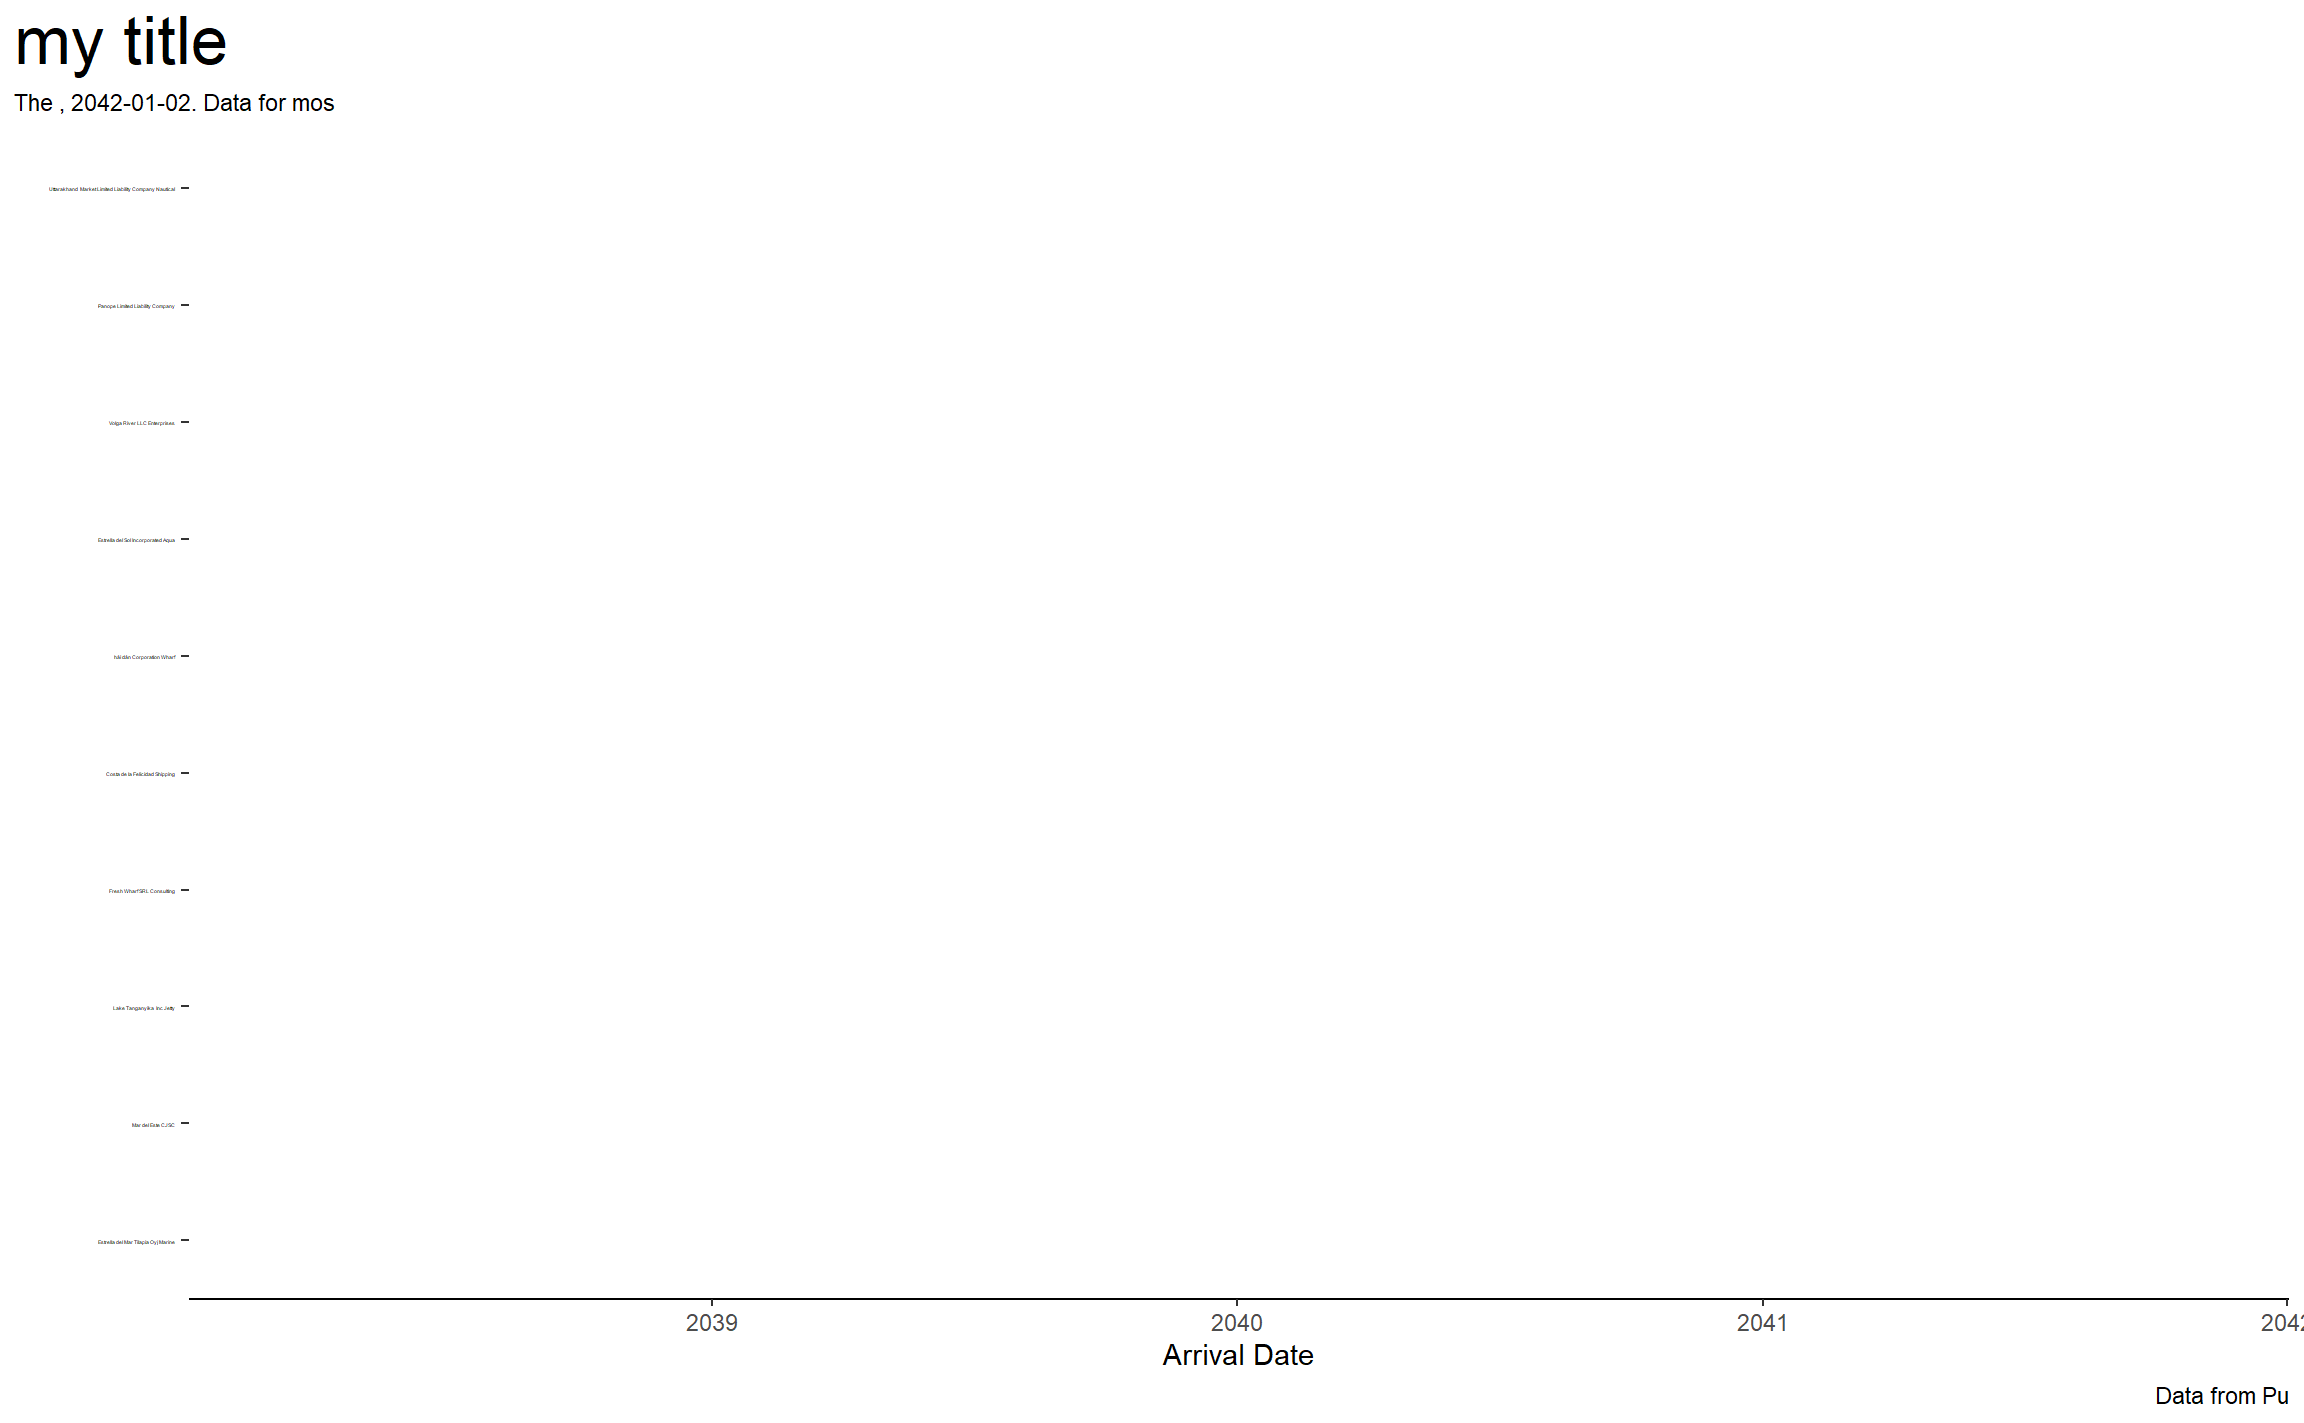 my title
The , 2042-01-02. Data for mos
Uttarakhand Market Limited Liability Company Nautical
Panope Limited Liability Company
Volga River LLC Enterprises
Estrella del Sol Incorporated Aqua
Corporation Wharf
Costa de la Felicidad Shipping
Fresh Wharf SRL Consulting
Lake Tanganyika Inc Jetty
Mar del Este CJSC
Estrella del Mar Tilapia Oyj Marine
2039 2040 2041 2042
Arrival Date
Data from Pu